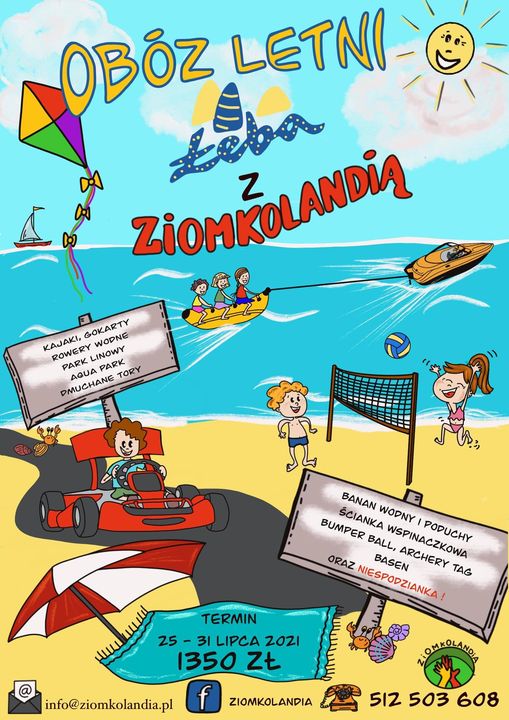 OBÓZ LETNI
Łeba
Z
ZIOMKOLANDIĄ
KAJAKI, GOKARTY
ROWERY WODNE
PARK LINOWY
AQUA PARK
DMUCHANE TORY
BANAN WODNY I PODUCHY
ŚCIANKA WSPINACZKOWA
BUMPER BALL, ARCHERY TAG
BASEN
ORAZ NIESPODZIANKA !
TERMIN
25 - 31 LIPCA 2021
1350 ZŁ
ZIOMKOLANDIA
@ info@ziomkolandia.pl f ZIOMKOLANDIA 512 503 608